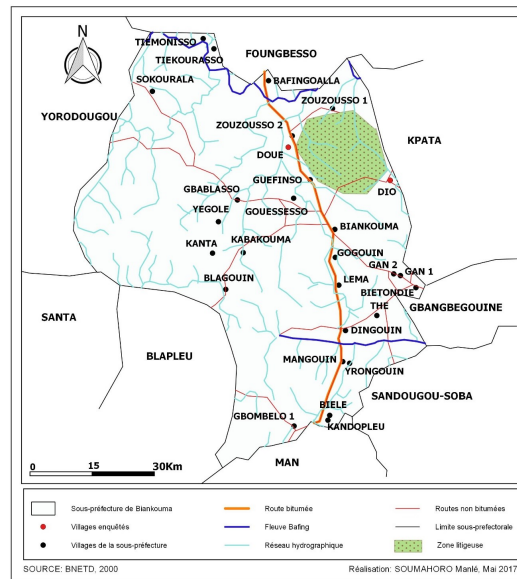 N
TIEMONISSO
TIEKOURASSO
FOUNGBESSO
SOKOURALA
BAFINGOALLA
ZOUZOUSSO 1
YORODOUGOU
ZOUZOUSSO 2
KPATA
DOUE
GUEFINSO
DIO
GBABLASSO
GOUESSESSO
YEGOLE
BIANKOUMA
KANTA
KABAKOUMA
GOGOUIN
GAN 2
GAN 1
BLAGOUIN
LEMA
BIETONDIE
SANTA
THE
GBANGBEGOUINE
DINGOUIN
BLAPLEU
MANGOUIN
YRONGOUIN
SANDOUGOU-SOBA
BIELE
GBOMBELO 1
KANDOPLEU
MAN
0 15 30Km
Sous-préfecture de Biankouma
Route bitumée
Routes non bitumées
Villages enquêtés
Fleuve Bafing
Limite sous-prefectorale
Villages de la sous-préfecture
Réseau hydrographique
Zone litigeuse
SOURCE: BNETD, 2000
Réalisation: SOUMAHORO Manlé, Mai 2017